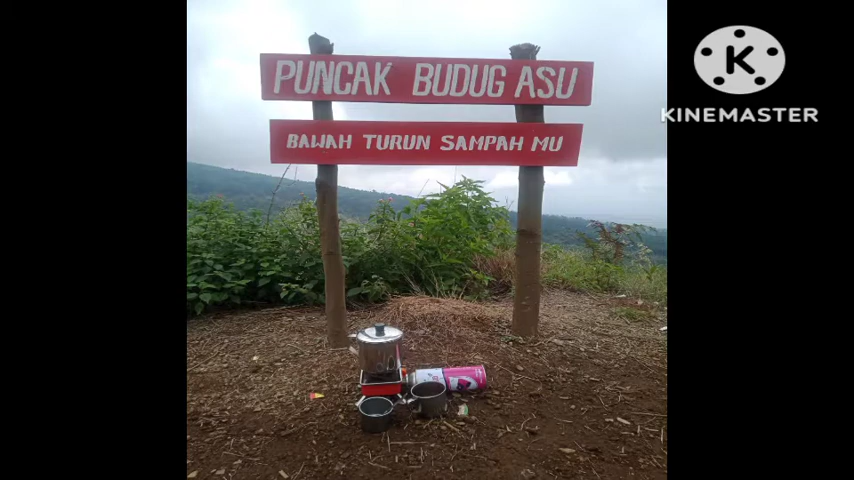 PUNCAK BUDUG ASU
BAWAH TURUN SAMPAH MU
K
KINEMASTER